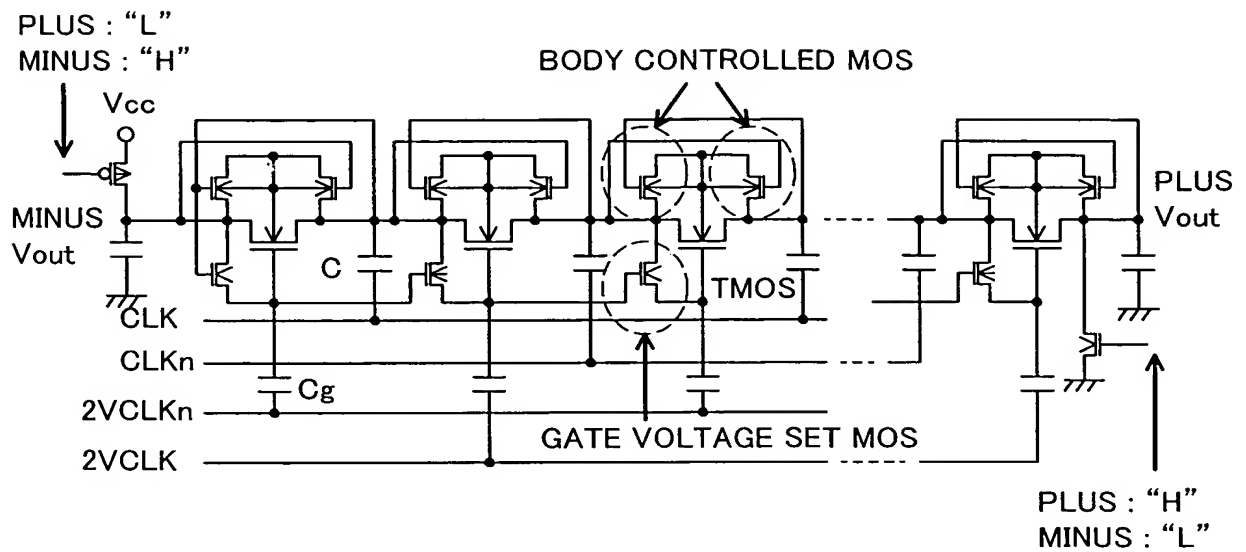 PLUS : “L”
MINUS : “H”
BODY CONTROLLED MOS
Vcc
MINUS
Vout
PLUS
Vout
C
TMOS
CLK
CLKn
Cg
2VCLKn
GATE VOLTAGE SET MOS
2VCLK
PLUS : “H”
MINUS : “L”